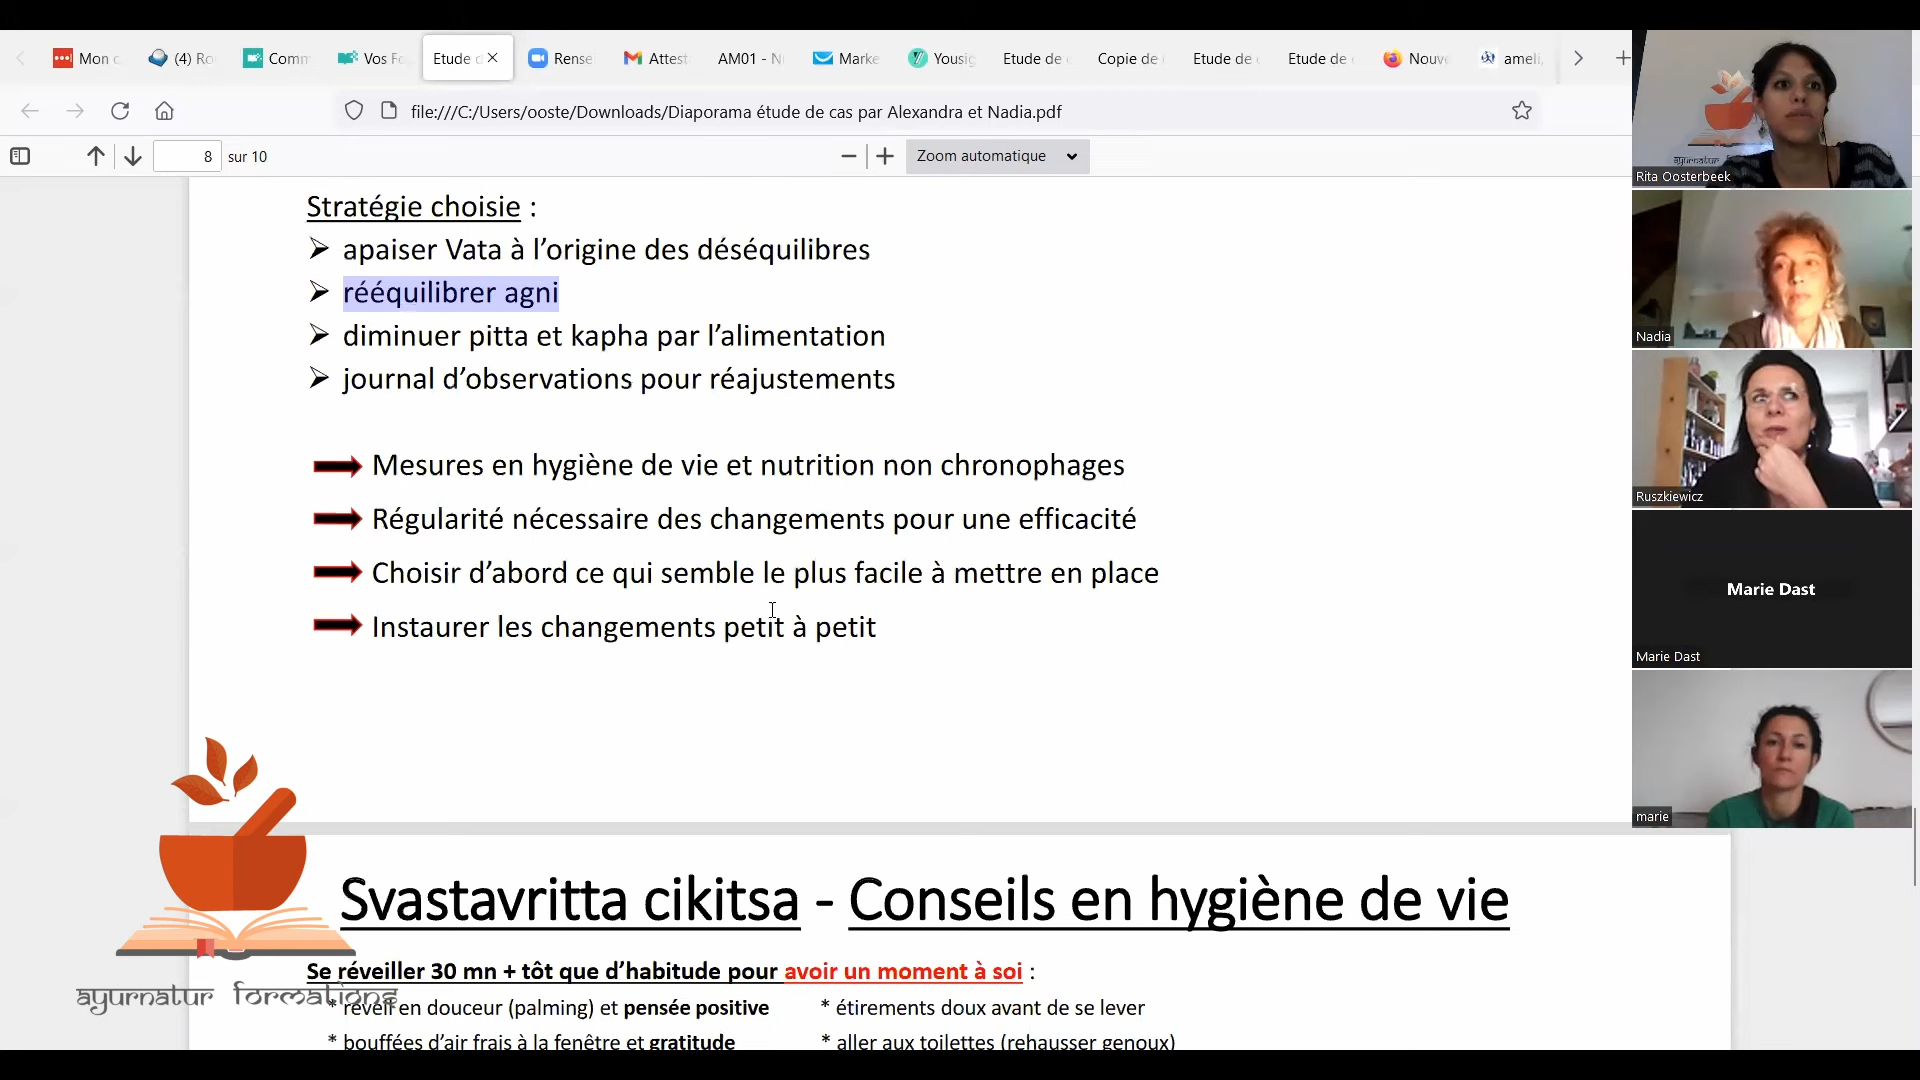 Mon c
(4) Ro
Comm
Vos Fo
Etude d
Rense
Attest
AM01 - N
Marke
Yousig
Etude de
Copie de
Etude de
Etude de
Nouv
ameli,
file:///C:/Users/ooste/Downloads/Diaporama étude de cas par Alexandra et Nadia.pdf
8 sur 10
Zoom automatique
Stratégie choisie :
apaiser Vata à l’origine des déséquilibres
rééquilibrer agni
diminuer pitta et kapha par l’alimentation
journal d’observations pour réajustements
Mesures en hygiène de vie et nutrition non chronophages
Régularité nécessaire des changements pour une efficacité
Choisir d’abord ce qui semble le plus facile à mettre en place
Instaurer les changements petit à petit
Svastavritta cikitsa - Conseils en hygiène de vie
Se réveiller 30 mn + tôt que d’habitude pour avoir un moment à soi :
* réveil en douceur (palming) et pensée positive * étirements doux avant de se lever
* bouffées d’air frais à la fenêtre et gratitude * aller aux toilettes (rehausser genoux)
ayurnatur formations
Rita Oosterbeek
Nadia
Ruszkiewicz
Marie Dast
Marie Dast
marie